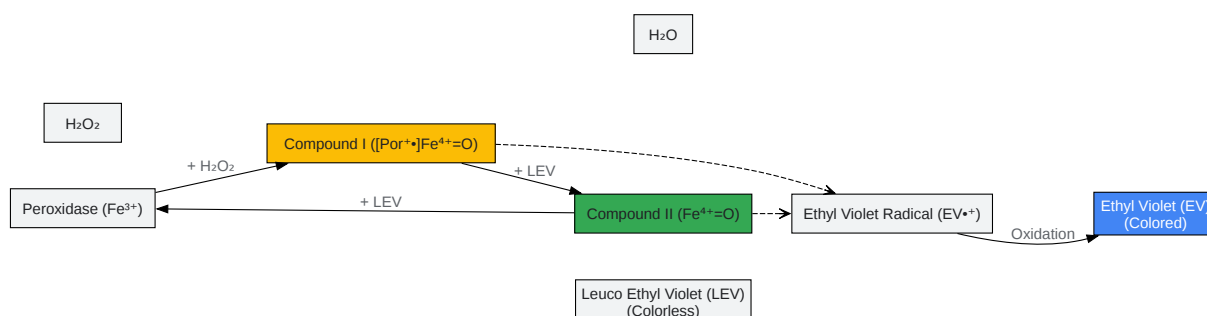 H₂O
H₂O₂
Compound I ([Por⁺•]Fe⁴⁺=O)
+ H₂O₂
+ LEV
Peroxidase (Fe³⁺)
+ LEV
Compound II (Fe⁴⁺=O)
Ethyl Violet Radical (EV•⁺)
Oxidation
Ethyl Violet (EV)
(Colored)
Leuco Ethyl Violet (LEV)
(Colorless)